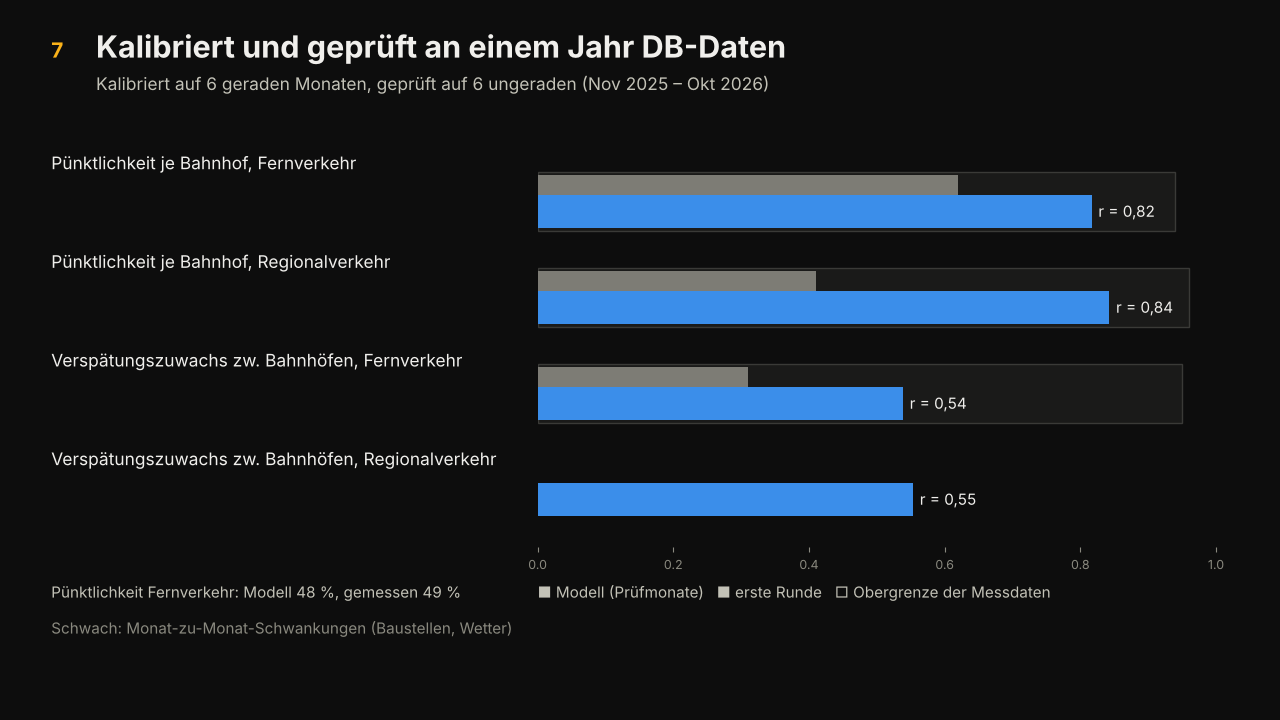 7 Kalibriert und geprüft an einem Jahr DB-Daten
Kalibriert auf 6 geraden Monaten, geprüft auf 6 ungeraden (Nov 2025 – Okt 2026)
Pünktlichkeit je Bahnhof, Fernverkehr
r = 0,82
Pünktlichkeit je Bahnhof, Regionalverkehr
r = 0,84
Verspätungszuwachs zw. Bahnhöfen, Fernverkehr
r = 0,54
Verspätungszuwachs zw. Bahnhöfen, Regionalverkehr
r = 0,55
0.0 0.2 0.4 0.6 0.8 1.0
Pünktlichkeit Fernverkehr: Modell 48 %, gemessen 49 %
Modell (Prüfmonate) erste Runde Obergrenze der Messdaten
Schwach: Monat-zu-Monat-Schwankungen (Baustellen, Wetter)